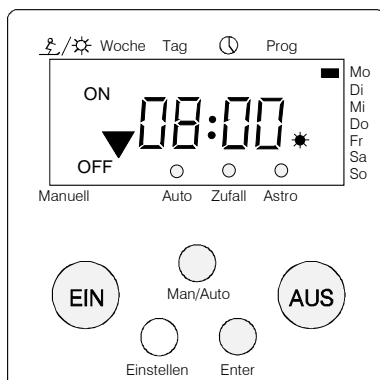 / Woche Tag Prog
Mo
Di
Mi
Do
Fr
Sa
So
ON
08:00
OFF
Manuell Auto Zufall Astro
EIN
Man/Auto
AUS
Einstellen Enter